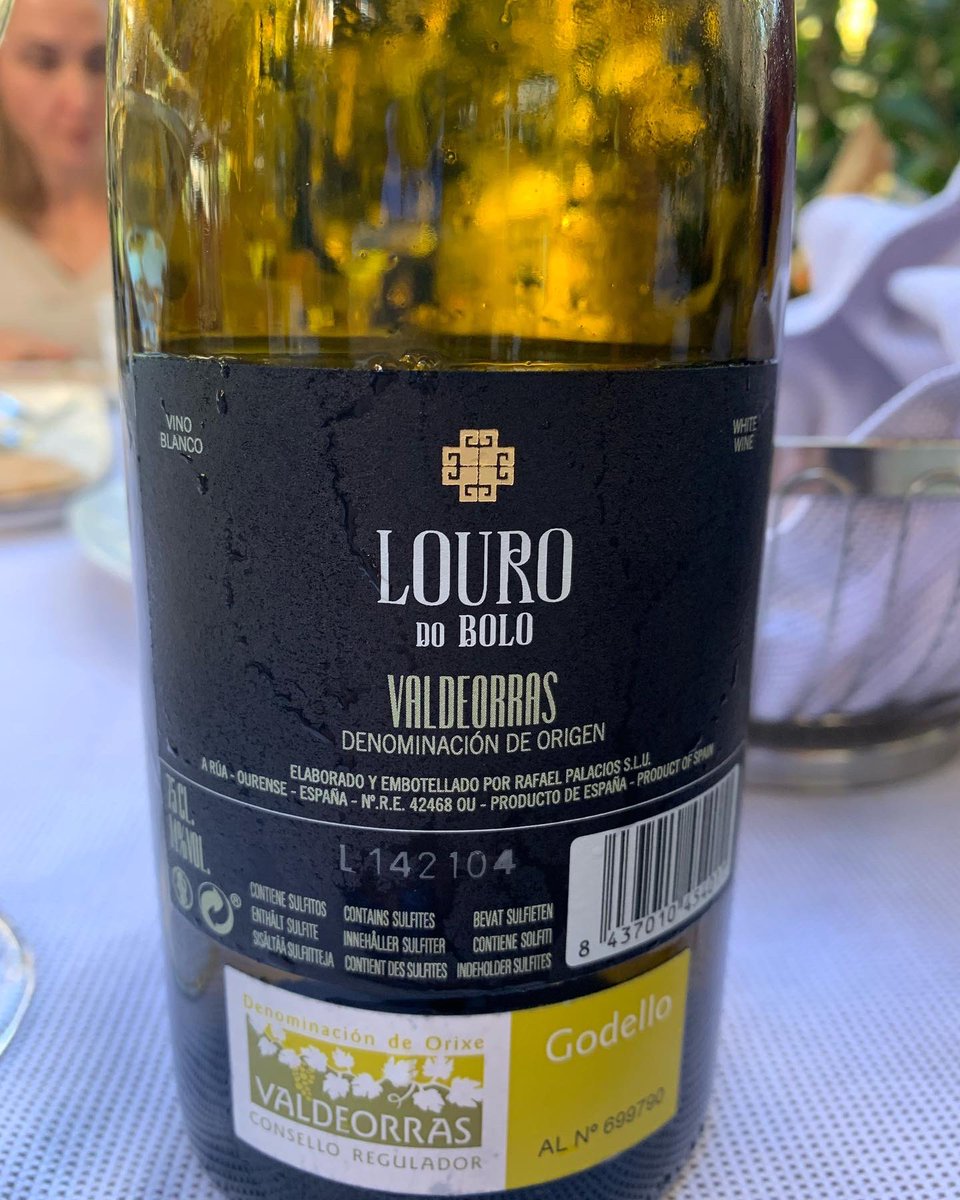 VINO
BLANCO
WHITE
WINE
LOURO
DO BOLO
VALDEORRAS
DENOMINACIÓN DE ORIGEN
ELABORADO Y EMBOTELLADO POR RAFAEL PALACIOS S.L.U.
A RÚA - OURENSE - ESPAÑA - Nº.R.E. 42468 OU - PRODUCTO DE ESPAÑA - PRODUCT OF SPAIN
75 CL.
14%VOL.
L142104
CONTIENE SULFITOS
ENTHÄLT SULFITE
SISÄLTÄÄ SULFIITTEJA
CONTAINS SULFITES
INNEHÅLLER SULFITER
CONTIENT DES SULFITES
BEVAT SULFIETEN
CONTIENE SOLFITI
INDEHOLDER SULFITES
Denominación de Orixe
VALDEORRAS
CONSELLO REGULADOR
Godello
AL Nº 699790